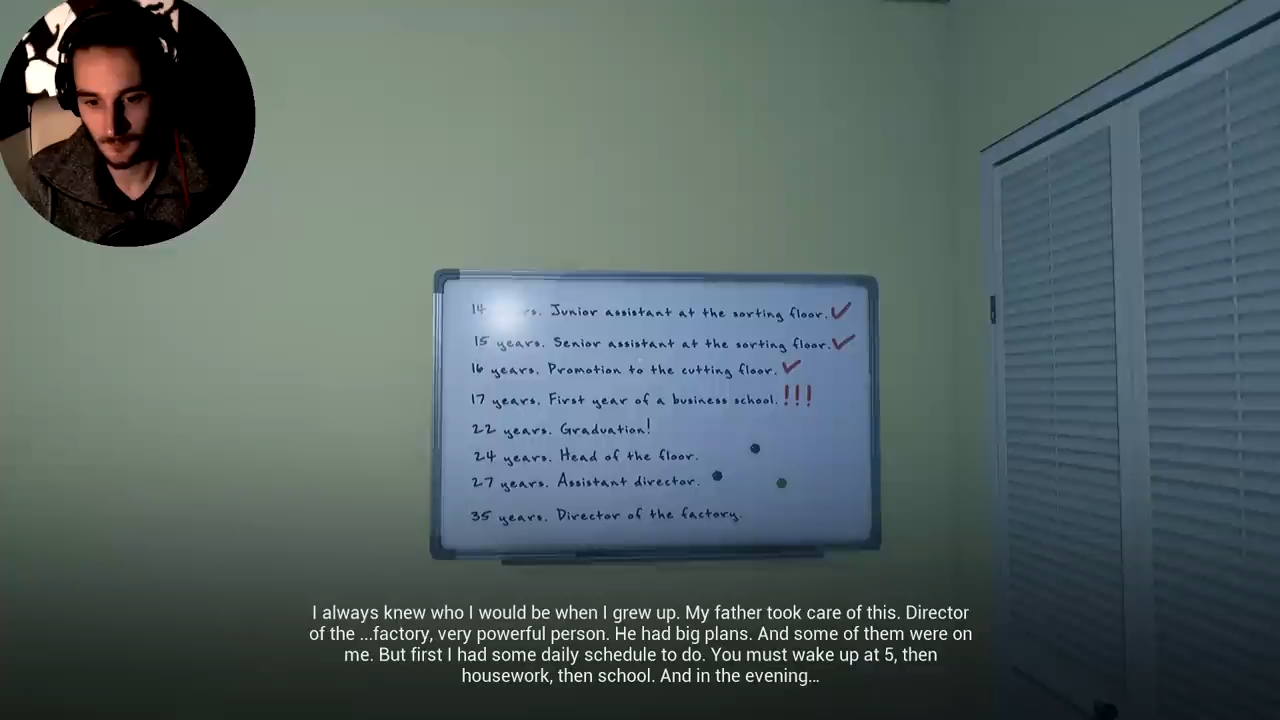 14 rs. Junior assistant at the sorting floor.
15 years. Senior assistant at the sorting floor.
16 years. Promotion to the cutting floor.
17 years. First year of a business school. !!!
22 years. Graduation!
24 years. Head of the floor.
27 years. Assistant director.
35 years. Director of the factory.
I always knew who I would be when I grew up. My father took care of this. Director
of the ...factory, very powerful person. He had big plans. And some of them were on
me. But first I had some daily schedule to do. You must wake up at 5, then
housework, then school. And in the evening...